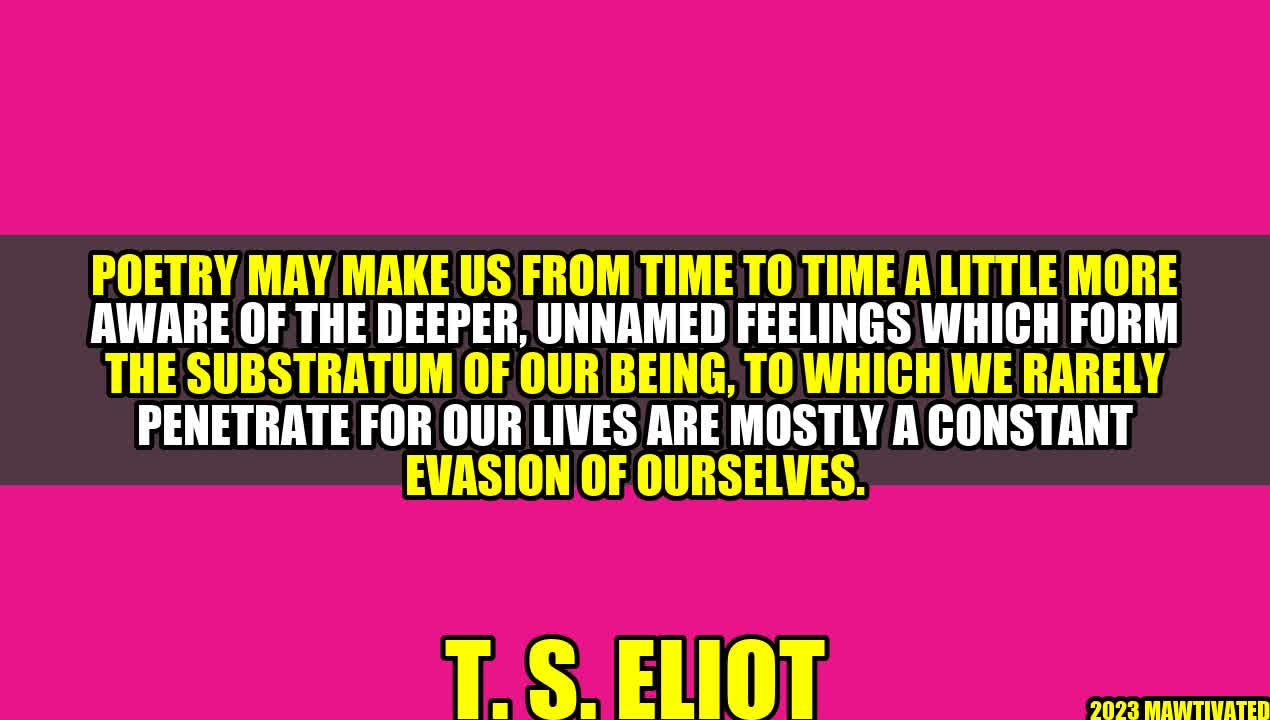 POETRY MAY MAKE US FROM TIME TO TIME A LITTLE MORE
AWARE OF THE DEEPER, UNNAMED FEELINGS WHICH FORM
THE SUBSTRATUM OF OUR BEING, TO WHICH WE RARELY
PENETRATE FOR OUR LIVES ARE MOSTLY A CONSTANT
EVASION OF OURSELVES.
T. S. ELIOT
2023 MAWTIVATED